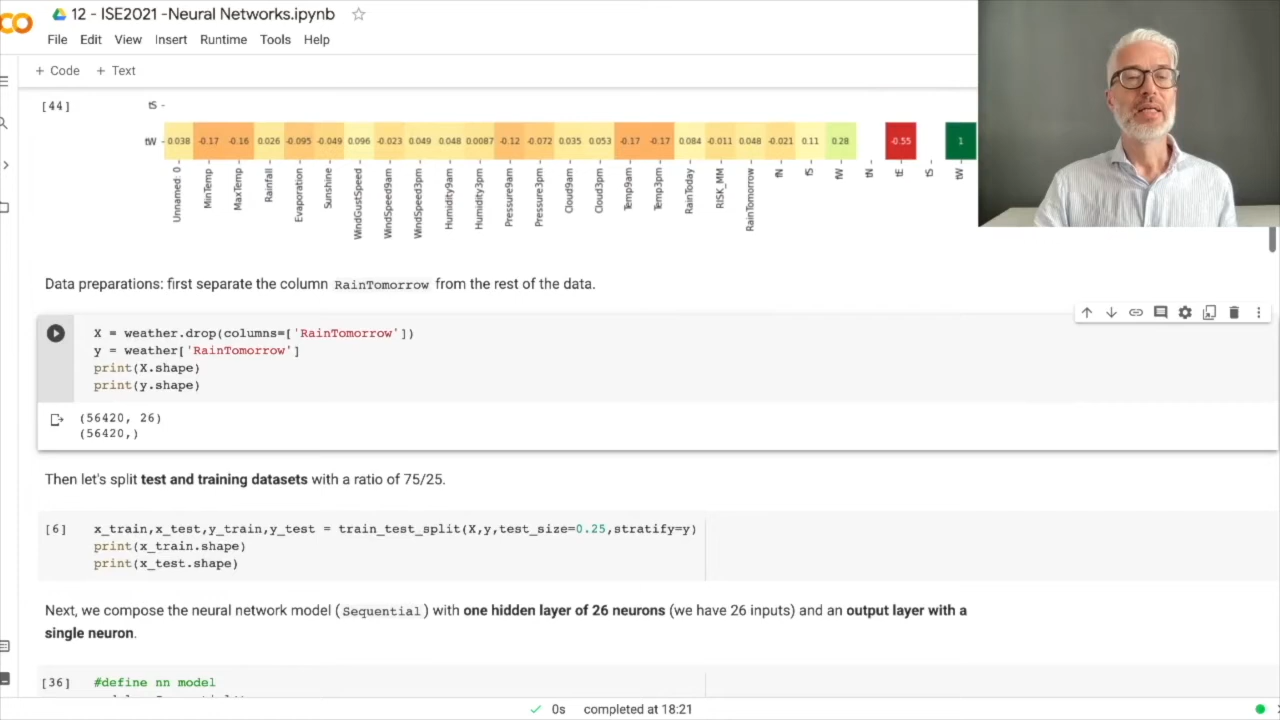 CO
12 - ISE2021 -Neural Networks.ipynb
File Edit View Insert Runtime Tools Help
+ Code + Text
[44]
tS -
tW - 0.038 -0.17 -0.16 0.026 -0.095 -0.049 0.096 -0.023 0.049 0.048 0.0087 -0.12 -0.072 0.035 0.053 -0.17 -0.17 0.084 -0.011 0.048 -0.021 0.11 0.28 -0.55 1
Unnamed: 0 MinTemp MaxTemp Rainfall Evaporation Sunshine WindGustSpeed WindSpeed9am WindSpeed3pm Humidity9am Humidity3pm Pressure9am Pressure3pm Cloud9am Cloud3pm Temp9am Temp3pm RainToday RISK_MM RainTomorrow fN fS fW tN tE tS tW
Data preparations: first separate the column RainTomorrow from the rest of the data.
X = weather.drop(columns=['RainTomorrow'])
y = weather['RainTomorrow']
print(X.shape)
print(y.shape)
(56420, 26)
(56420,)
Then let's split test and training datasets with a ratio of 75/25.
[6] x_train,x_test,y_train,y_test = train_test_split(X,y,test_size=0.25,stratify=y)
print(x_train.shape)
print(x_test.shape)
Next, we compose the neural network model (Sequential) with one hidden layer of 26 neurons (we have 26 inputs) and an output layer with a
single neuron.
[36] #define nn model
0s completed at 18:21